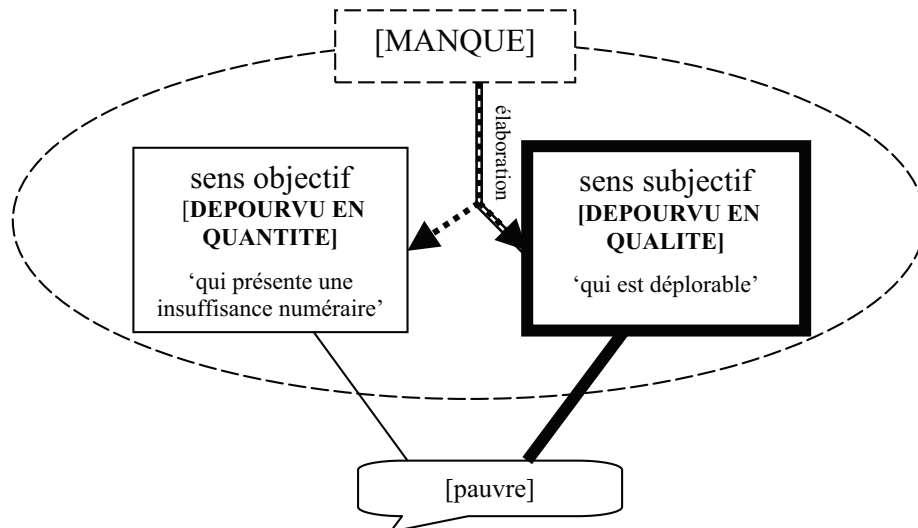 [MANQUE]
élaboration
sens objectif
[DEPOURVU EN
QUANTITE]
‘qui présente une
insuffisance numéraire’
sens subjectif
[DEPOURVU EN
QUALITE]
‘qui est déplorable’
[pauvre]